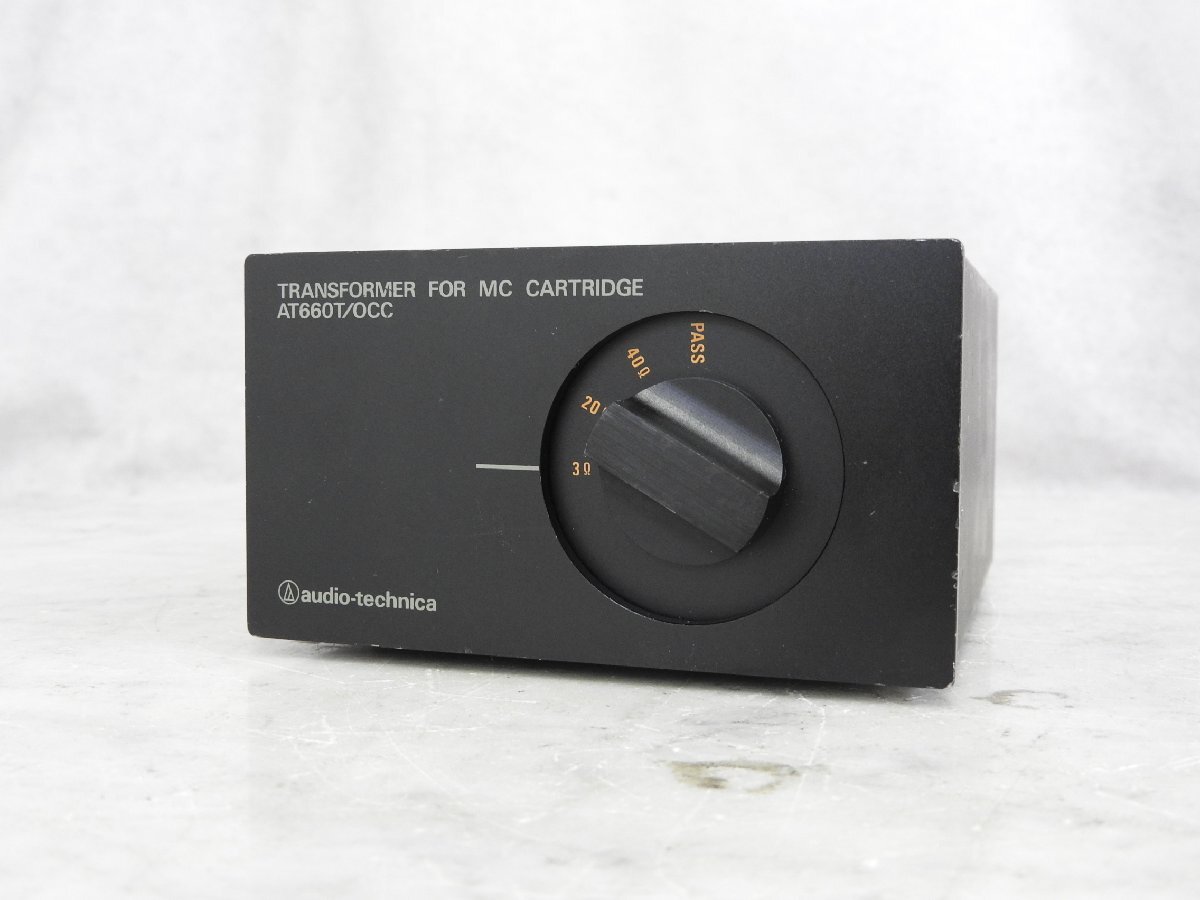 TRANSFORMER FOR MC CARTRIDGE
AT660T/OCC
PASS
40Ω
20
3Ω
audio-technica